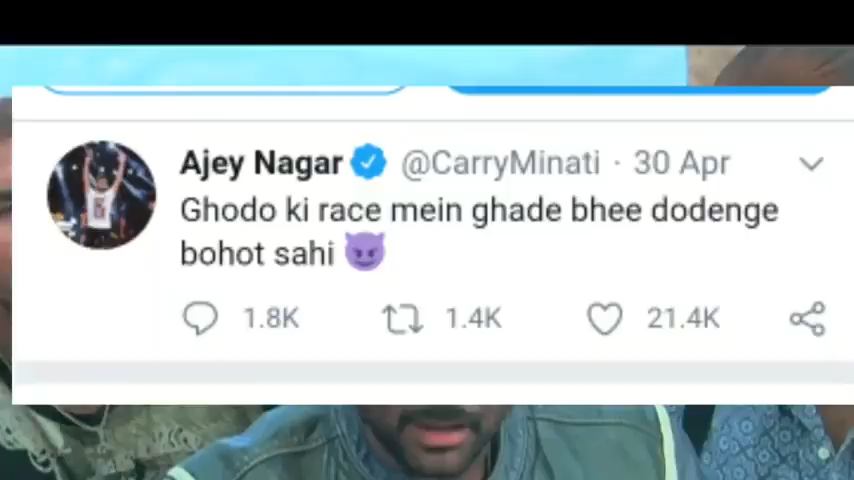 Ajey Nagar @CarryMinati · 30 Apr
Ghodo ki race mein ghade bhee dodenge
bohot sahi 😈
1.8K 1.4K 21.4K